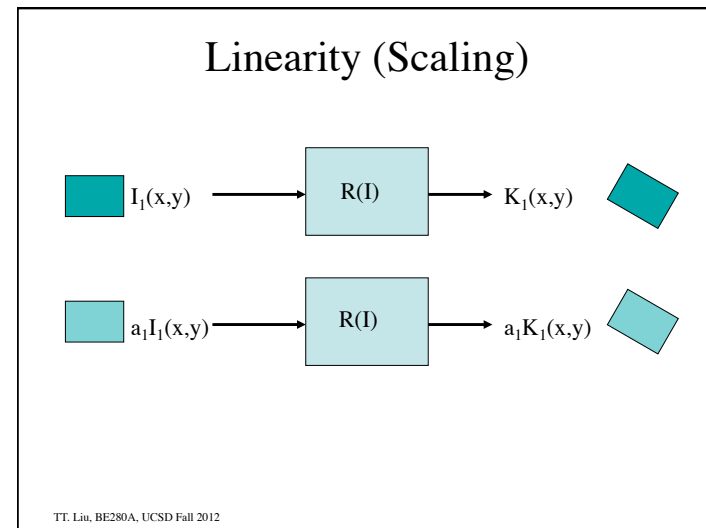 Linearity (Scaling)
I₁(x,y) R(I) K₁(x,y)
a₁I₁(x,y) R(I) a₁K₁(x,y)
TT. Liu, BE280A, UCSD Fall 2012